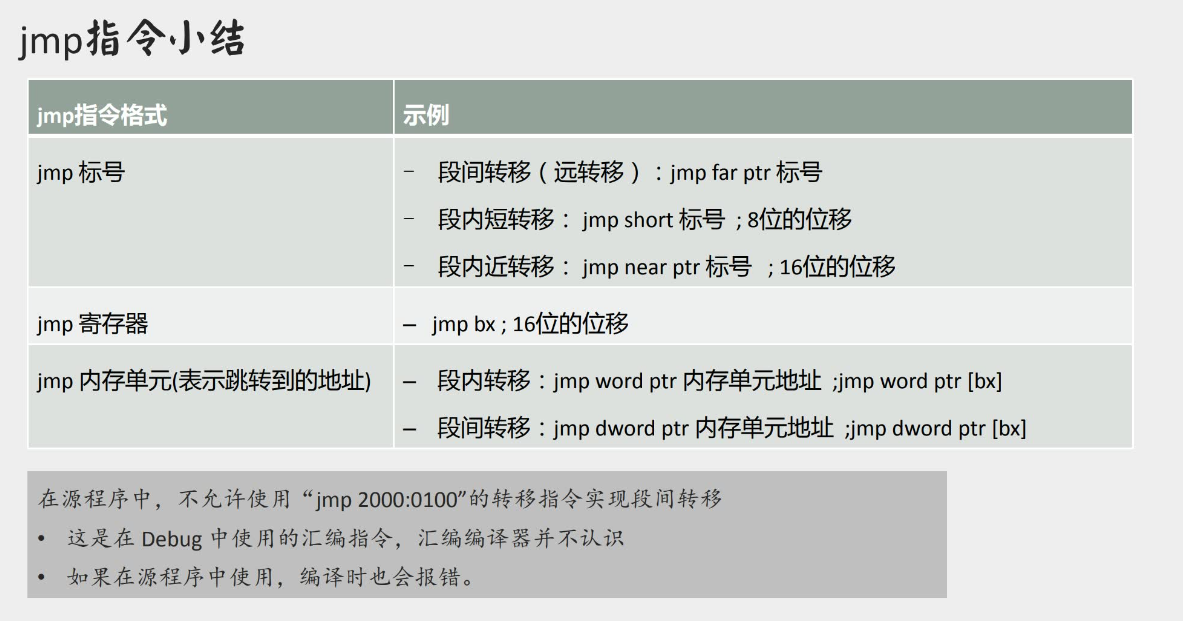 jmp指令小结
jmp指令格式
示例
jmp 标号
– 段间转移（远转移）：jmp far ptr 标号
– 段内短转移： jmp short 标号 ; 8位的位移
– 段内近转移： jmp near ptr 标号 ; 16位的位移
jmp 寄存器
– jmp bx ; 16位的位移
jmp 内存单元(表示跳转到的地址)
– 段内转移：jmp word ptr 内存单元地址 ;jmp word ptr [bx]
– 段间转移：jmp dword ptr 内存单元地址 ;jmp dword ptr [bx]
在源程序中，不允许使用“jmp 2000:0100”的转移指令实现段间转移
• 这是在 Debug 中使用的汇编指令，汇编编译器并不认识
• 如果在源程序中使用，编译时也会报错。